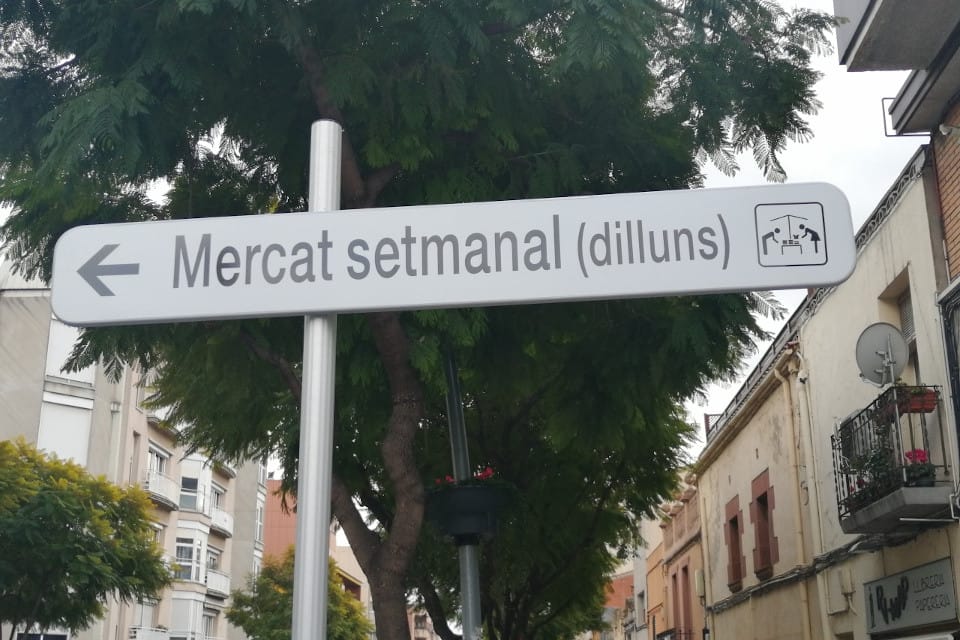 Mercat setmanal (dilluns)
LLIBRERIA
PAPERERIA